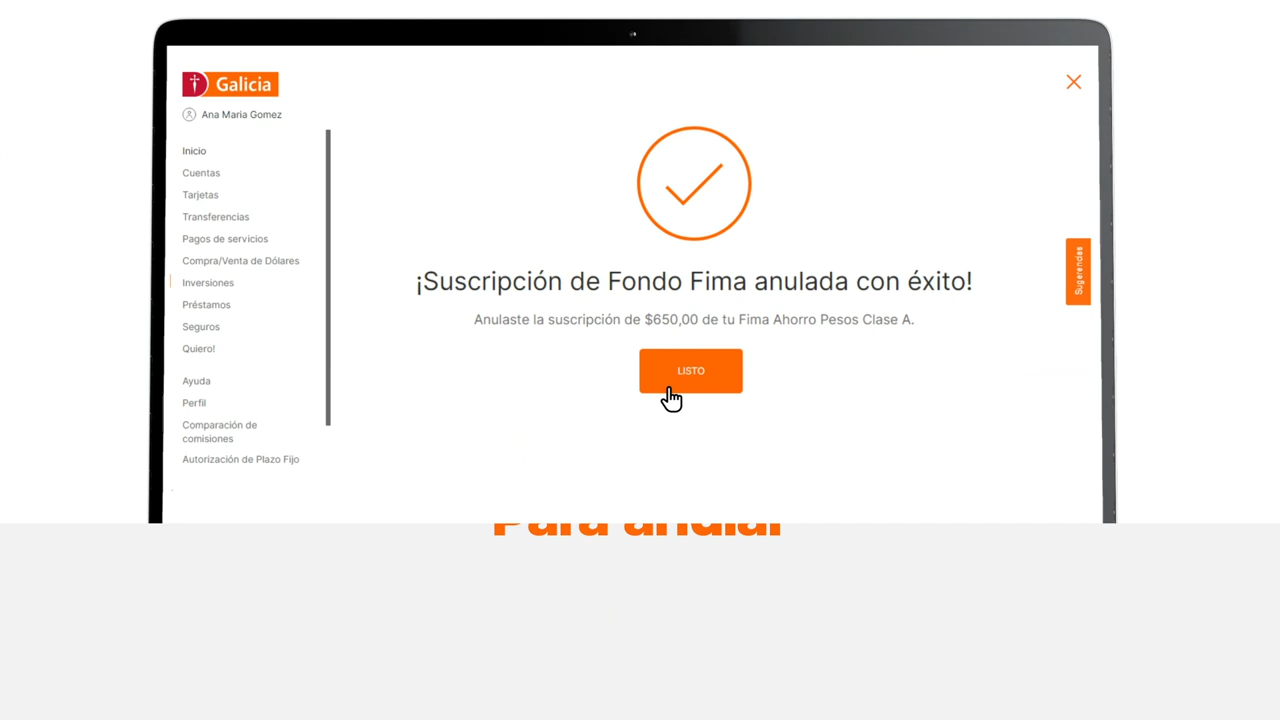 Galicia
Ana Maria Gomez
Inicio
Cuentas
Tarjetas
Transferencias
Pagos de servicios
Compra/Venta de Dólares
Inversiones
Préstamos
Seguros
Quiero!
Ayuda
Perfil
Comparación de
comisiones
Autorización de Plazo Fijo
¡Suscripción de Fondo Fima anulada con éxito!
Anulaste la suscripción de $650,00 de tu Fima Ahorro Pesos Clase A.
LISTO
Sugerencias
Para anular